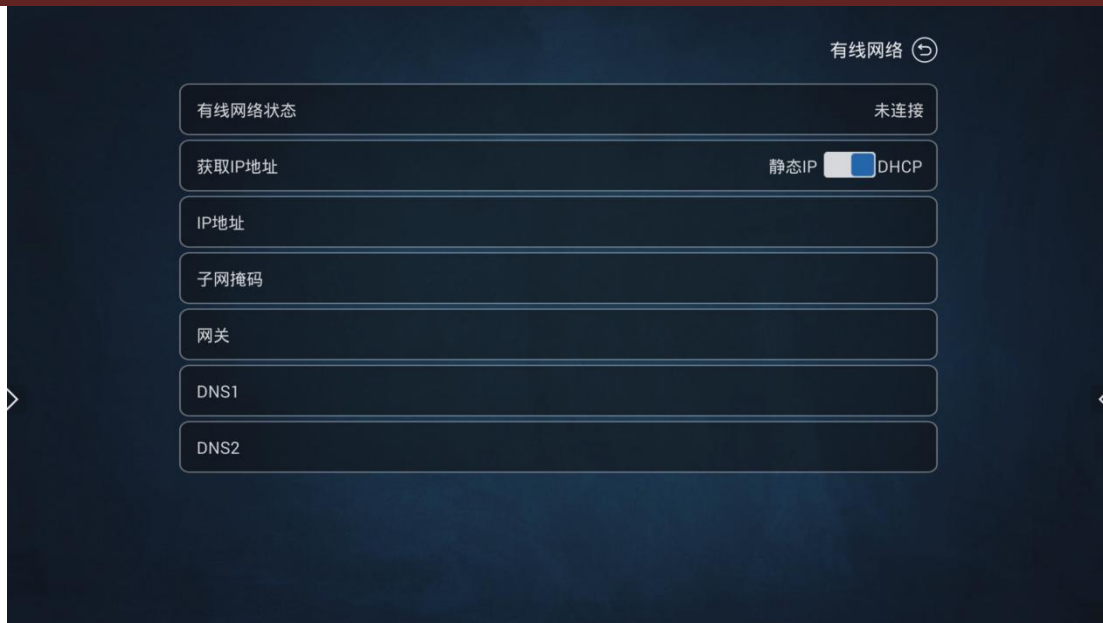 有线网络
有线网络状态 未连接
获取IP地址 静态IP DHCP
IP地址
子网掩码
网关
DNS1
DNS2